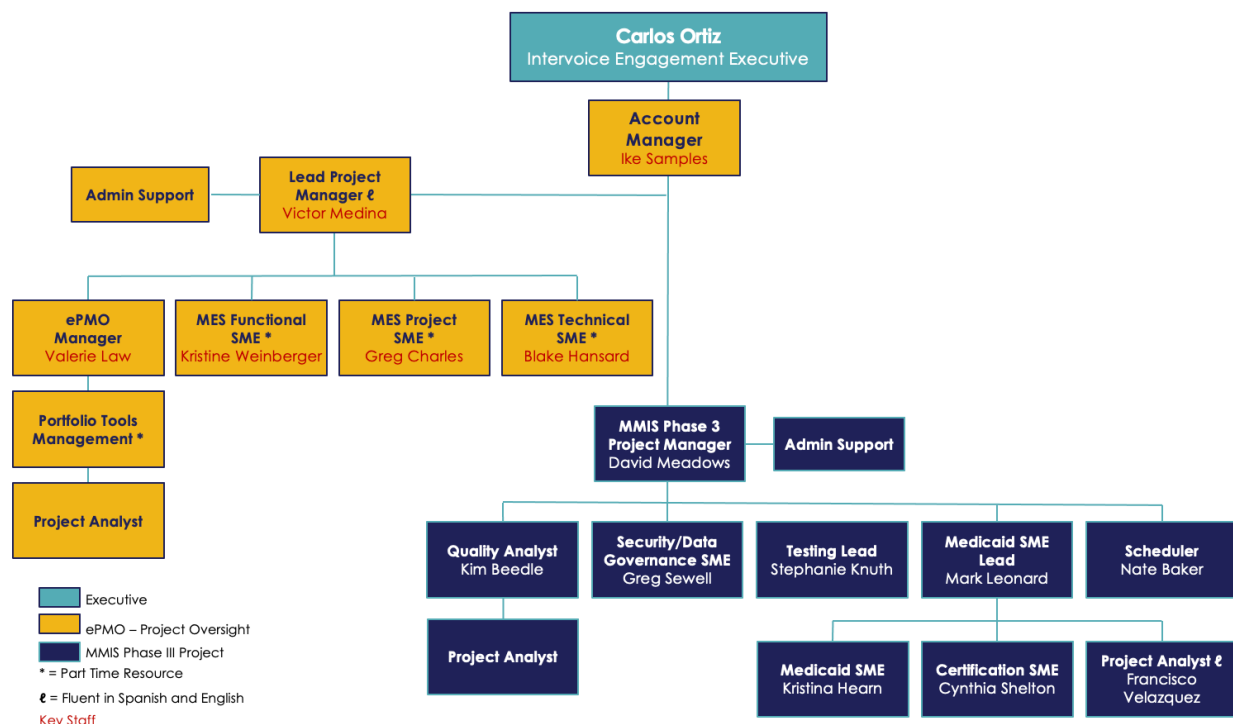 Carlos Ortiz
Intervoice Engagement Executive
Account
Manager
Ike Samples
Admin Support
Lead Project
Manager ℓ
Victor Medina
ePMO
Manager
Valerie Law
MES Functional
SME *
Kristine Weinberger
MES Project
SME *
Greg Charles
MES Technical
SME *
Blake Hansard
Portfolio Tools
Management *
Project Analyst
MMIS Phase 3
Project Manager
David Meadows
Admin Support
Quality Analyst
Kim Beedle
Security/Data
Governance SME
Greg Sewell
Testing Lead
Stephanie Knuth
Medicaid SME
Lead
Mark Leonard
Scheduler
Nate Baker
Project Analyst
Medicaid SME
Kristina Hearn
Certification SME
Cynthia Shelton
Project Analyst ℓ
Francisco
Velazquez
Executive
ePMO – Project Oversight
MMIS Phase III Project
* = Part Time Resource
ℓ = Fluent in Spanish and English
Key Staff